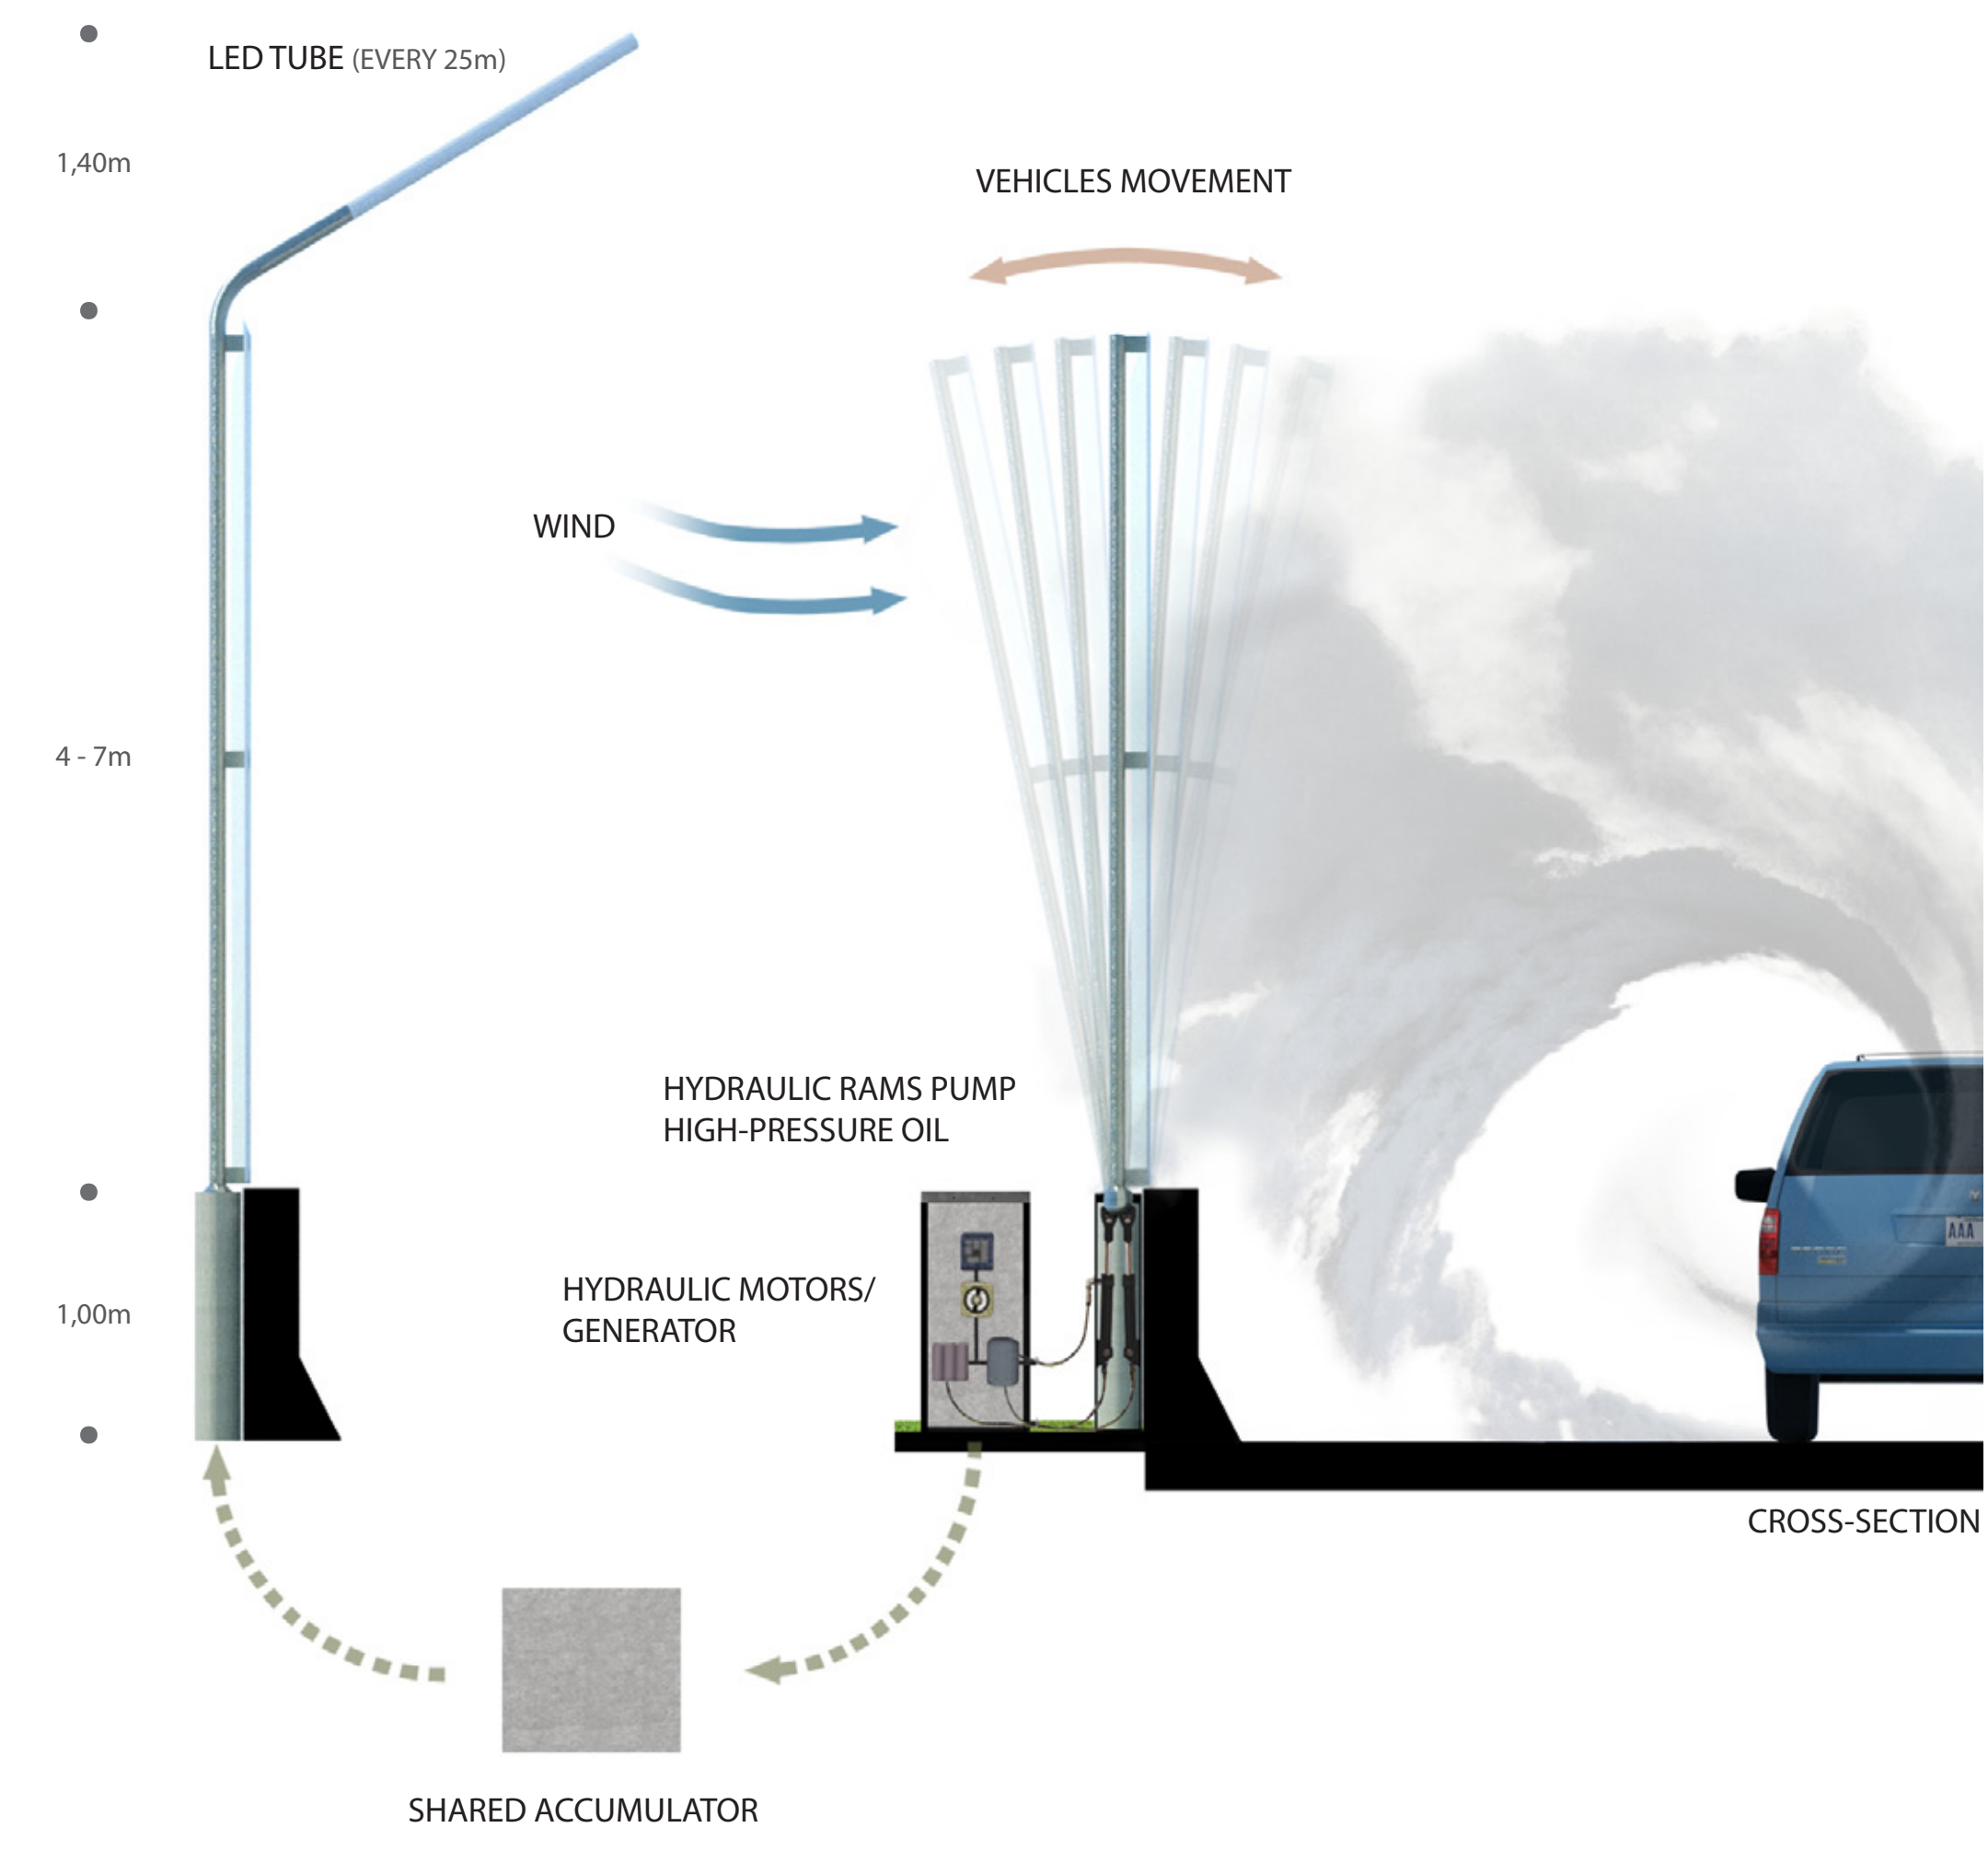 LED TUBE (EVERY 25m)
1,40m
VEHICLES MOVEMENT
WIND
4 - 7m
HYDRAULIC RAMS PUMP
HIGH-PRESSURE OIL
HYDRAULIC MOTORS/
GENERATOR
1,00m
AAA
CROSS-SECTION
SHARED ACCUMULATOR